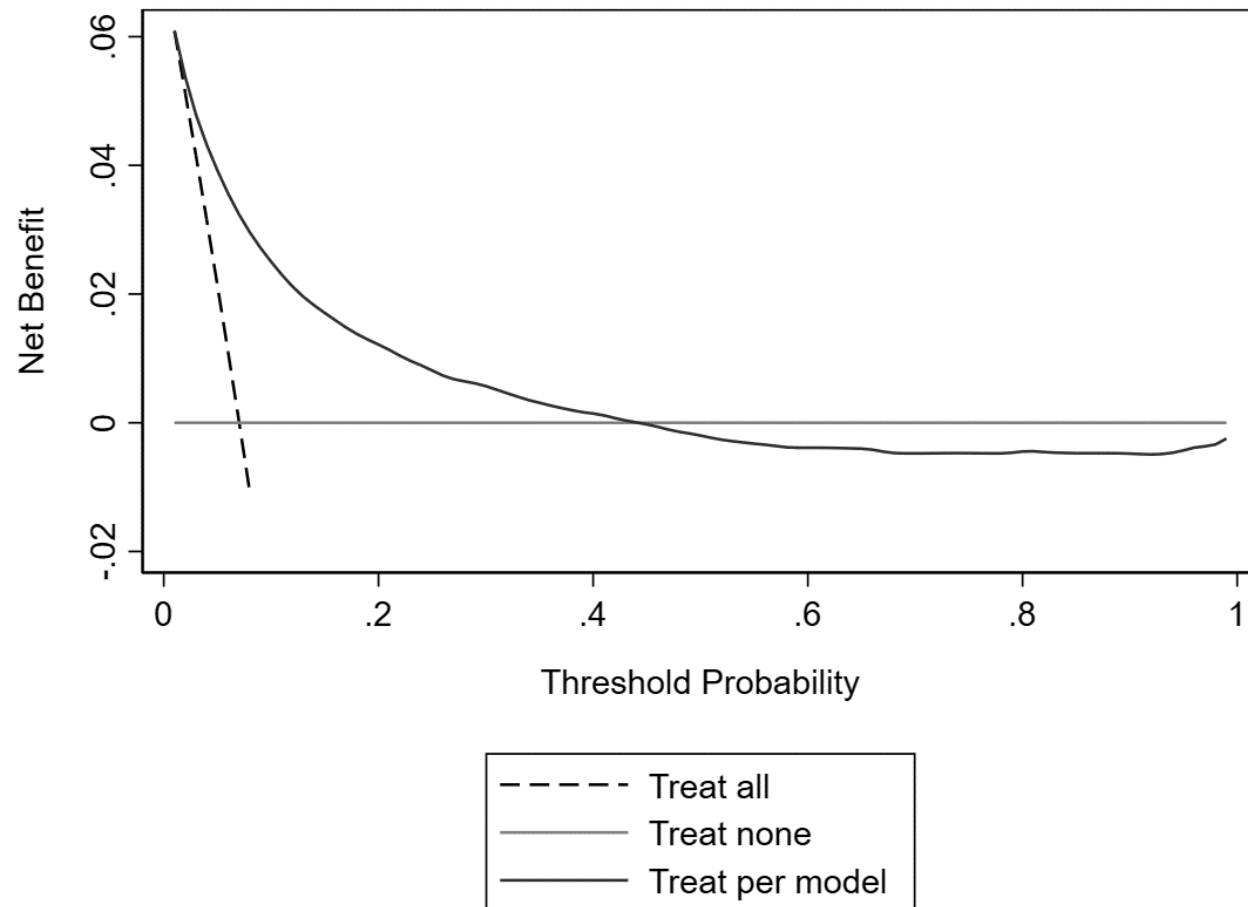 .06
.04
.02
0
-.02
Net Benefit
0 .2 .4 .6 .8 1
Threshold Probability
Treat all
Treat none
Treat per model